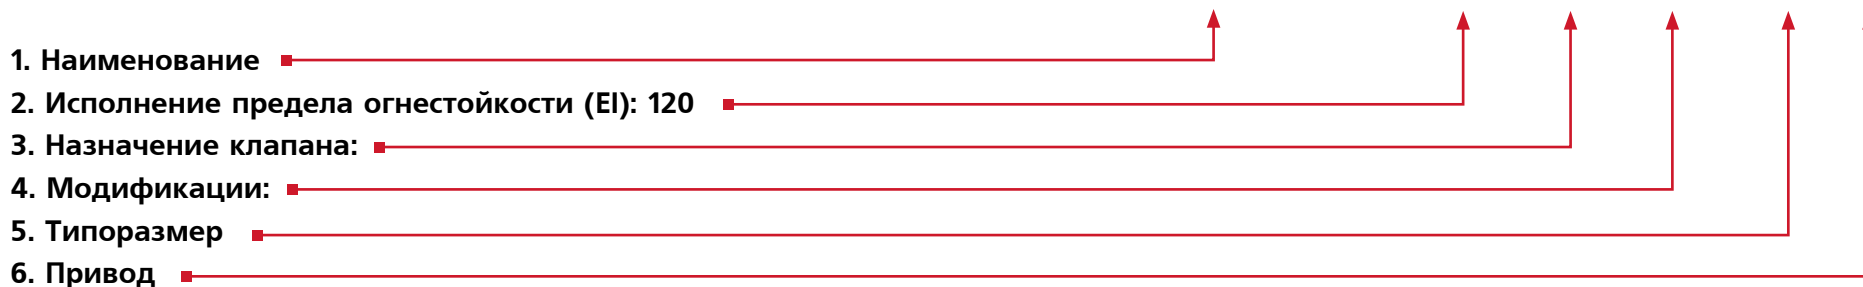 1. Наименование
2. Исполнение предела огнестойкости (EI): 120
3. Назначение клапана:
4. Модификации:
5. Типоразмер
6. Привод